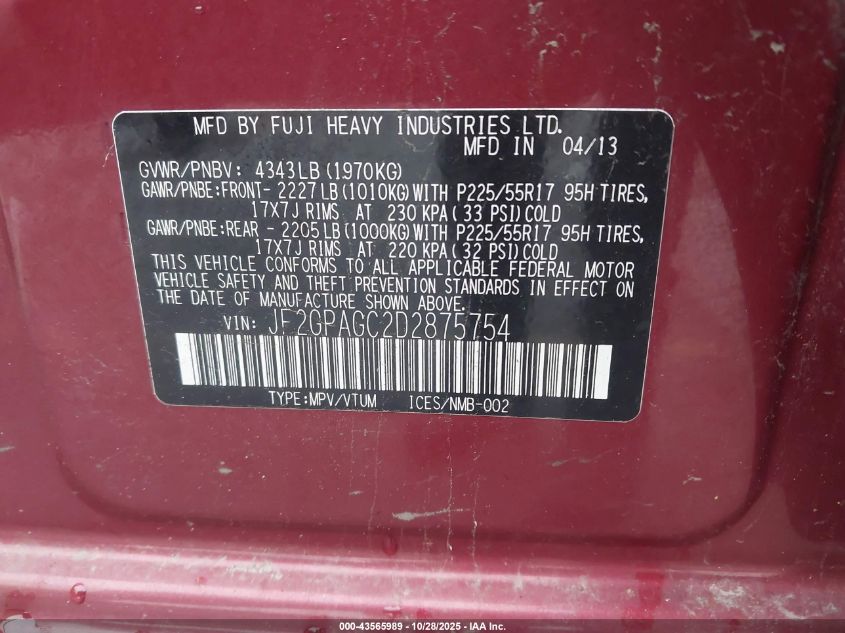 MFD BY FUJI HEAVY INDUSTRIES LTD.
MFD IN 04/13
GVWR/PNBV: 4343LB (1970KG)
GAWR/PNBE:FRONT- 2227LB (1010KG) WITH P225/55R17 95H TIRES,
17X7J RIMS AT 230 KPA (33 PSI) COLD
GAWR/PNBE:REAR - 2205LB (1000KG) WITH P225/55R17 95H TIRES,
17X7J RIMS AT 220 KPA (32 PSI) COLD
THIS VEHICLE CONFORMS TO ALL APPLICABLE FEDERAL MOTOR
VEHICLE SAFETY AND THEFT PREVENTION STANDARDS IN EFFECT ON
THE DATE OF MANUFACTURE SHOWN ABOVE.
VIN: JF2GPAGC2D2875754
TYPE:MPV/VTUM ICES/NMB-002
000-43565989 - 10/28/2025 - IAA Inc.